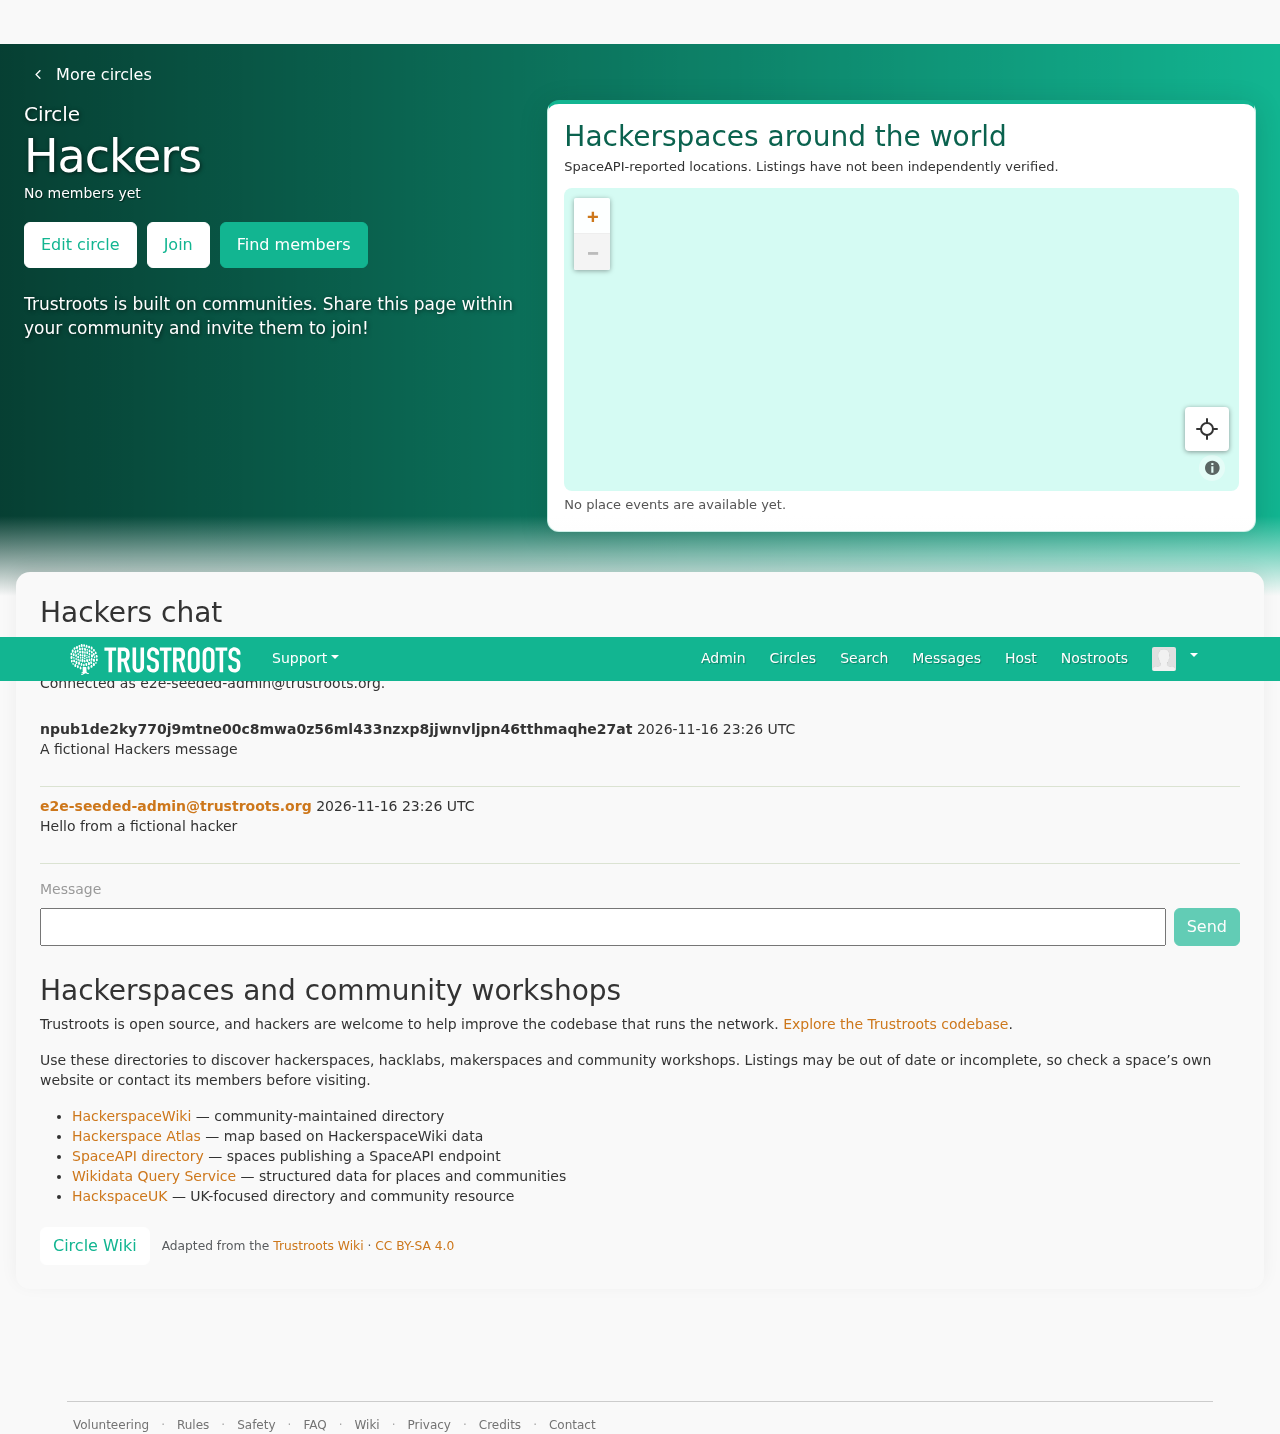 More circles
Circle
Hackers
No members yet
Edit circle
Join
Find members
Trustroots is built on communities. Share this page within
your community and invite them to join!
Hackerspaces around the world
SpaceAPI-reported locations. Listings have not been independently verified.
+
−
No place events are available yet.
Hackers chat
TRUSTROOTS
Support
Admin
Circles
Search
Messages
Host
Nostroots
Connected as e2e-seeded-admin@trustroots.org.
npub1de2ky770j9mtne00c8mwa0z56ml433nzxp8jjwnvljpn46tthmaqhe27at 2026-11-16 23:26 UTC
A fictional Hackers message
e2e-seeded-admin@trustroots.org 2026-11-16 23:26 UTC
Hello from a fictional hacker
Message
Send
Hackerspaces and community workshops
Trustroots is open source, and hackers are welcome to help improve the codebase that runs the network. Explore the Trustroots codebase.
Use these directories to discover hackerspaces, hacklabs, makerspaces and community workshops. Listings may be out of date or incomplete, so check a space’s own
website or contact its members before visiting.
• HackerspaceWiki — community-maintained directory
• Hackerspace Atlas — map based on HackerspaceWiki data
• SpaceAPI directory — spaces publishing a SpaceAPI endpoint
• Wikidata Query Service — structured data for places and communities
• HackspaceUK — UK-focused directory and community resource
Circle Wiki
Adapted from the Trustroots Wiki · CC BY-SA 4.0
Volunteering · Rules · Safety · FAQ · Wiki · Privacy · Credits · Contact